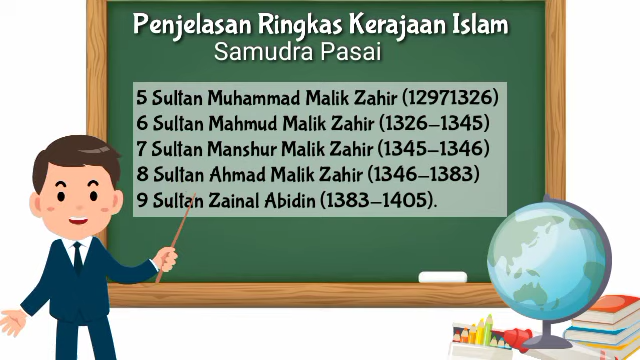 Penjelasan Ringkas Kerajaan Islam
Samudra Pasai
5 Sultan Muhammad Malik Zahir (12971326)
6 Sultan Mahmud Malik Zahir (1326-1345)
7 Sultan Manshur Malik Zahir (1345-1346)
8 Sultan Ahmad Malik Zahir (1346-1383)
9 Sultan Zainal Abidin (1383-1405).